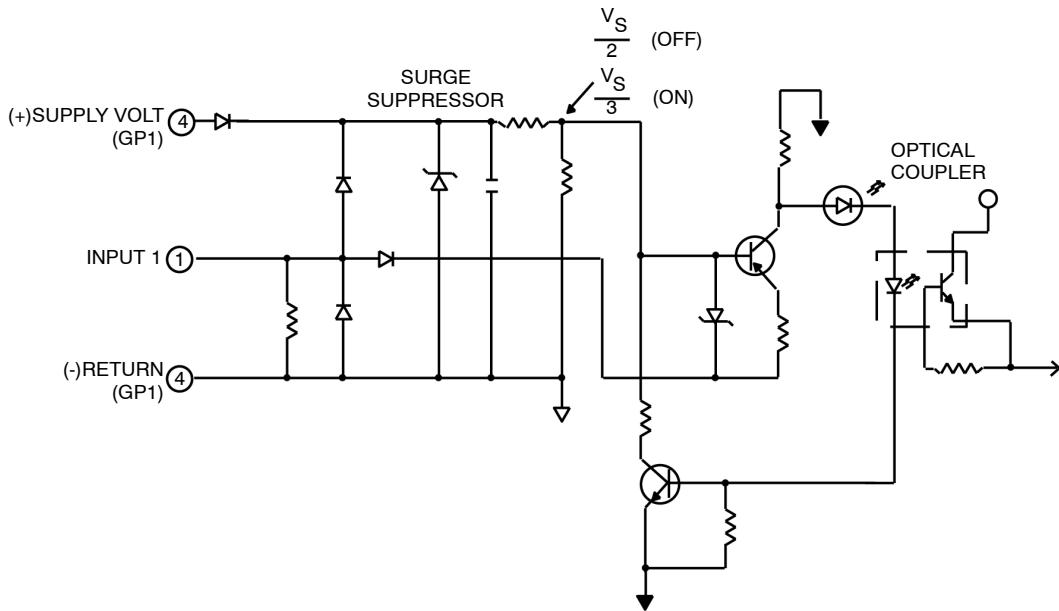 V_S
2
(OFF)
V_S
3
(ON)
SURGE
SUPPRESSOR
(+)SUPPLY VOLT
(GP1)
4
OPTICAL
COUPLER
INPUT 1
1
(-)RETURN
(GP1)
4